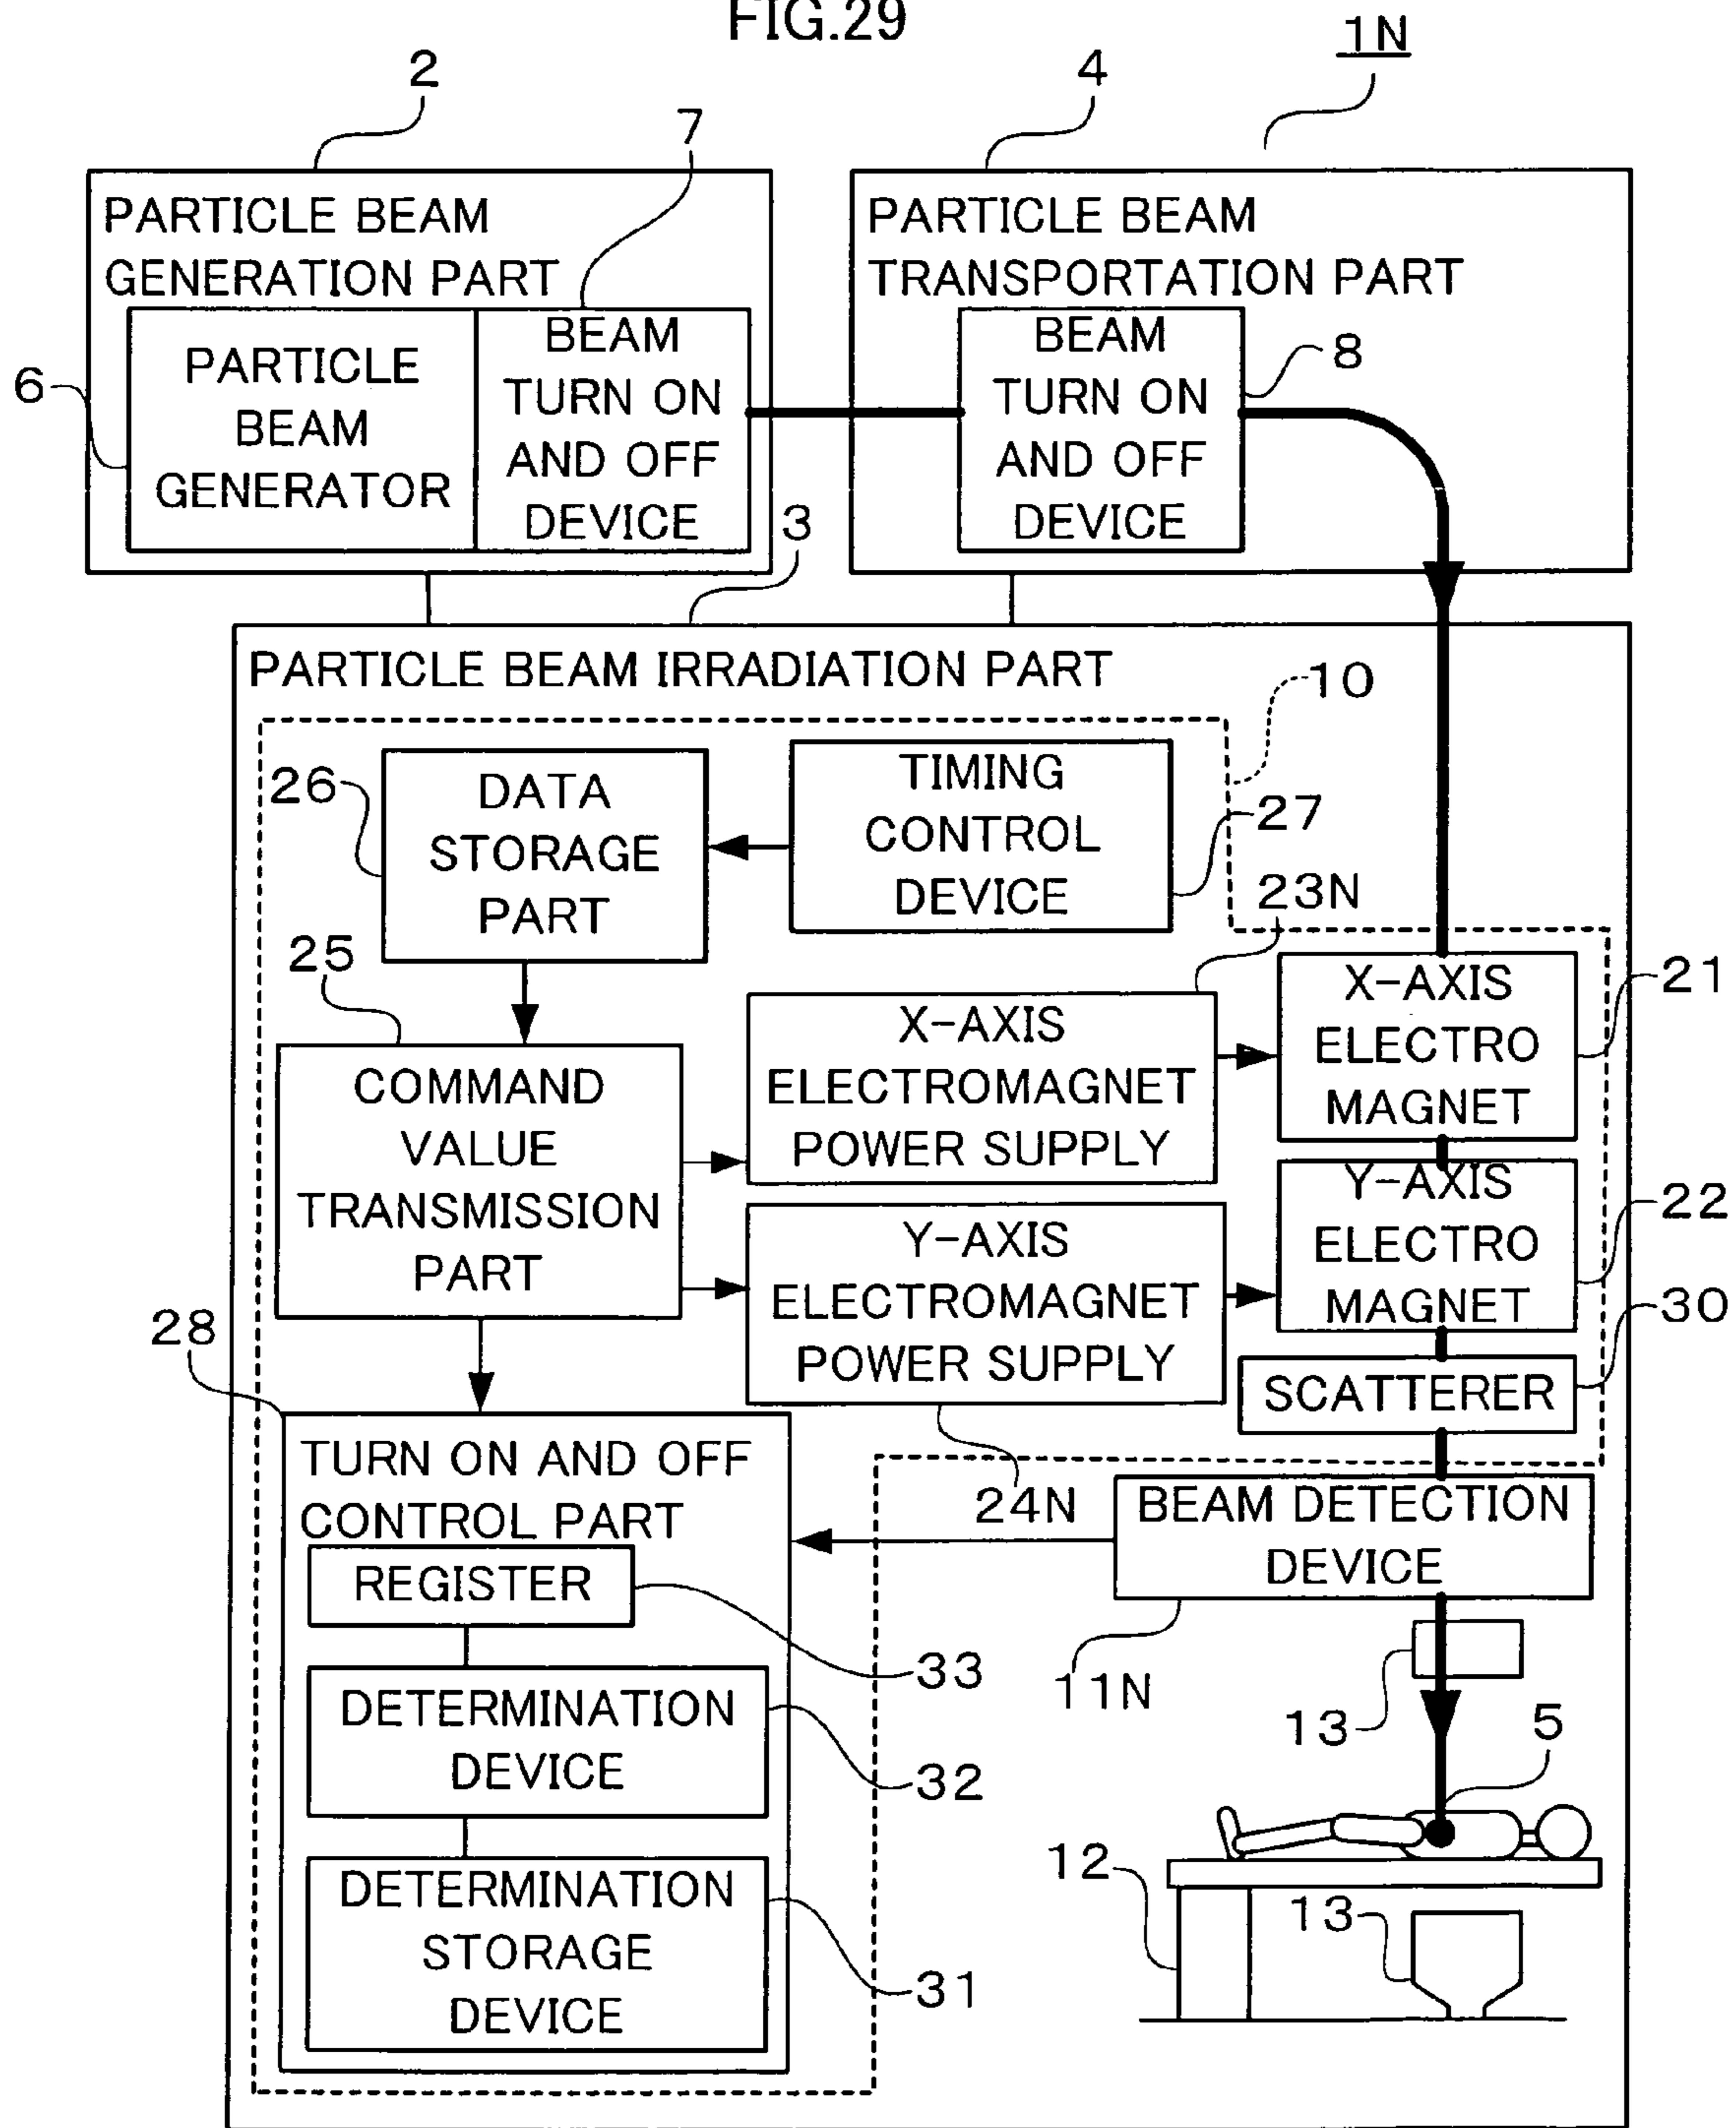 FIG.29
1N
2
4
7
PARTICLE BEAM
GENERATION PART
PARTICLE BEAM
TRANSPORTATION PART
6
PARTICLE
BEAM
GENERATOR
BEAM
TURN ON
AND OFF
DEVICE
BEAM
TURN ON
AND OFF
DEVICE
8
3
PARTICLE BEAM IRRADIATION PART
10
26
DATA
STORAGE
PART
TIMING
CONTROL
DEVICE
27
23N
25
COMMAND
VALUE
TRANSMISSION
PART
X-AXIS
ELECTROMAGNET
POWER SUPPLY
X-AXIS
ELECTRO
MAGNET
21
Y-AXIS
ELECTROMAGNET
POWER SUPPLY
Y-AXIS
ELECTRO
MAGNET
22
30
SCATTERER
28
TURN ON AND OFF
CONTROL PART
24N
BEAM DETECTION
DEVICE
REGISTER
33
11N
13
5
DETERMINATION
DEVICE
32
12
13
DETERMINATION
STORAGE
DEVICE
31